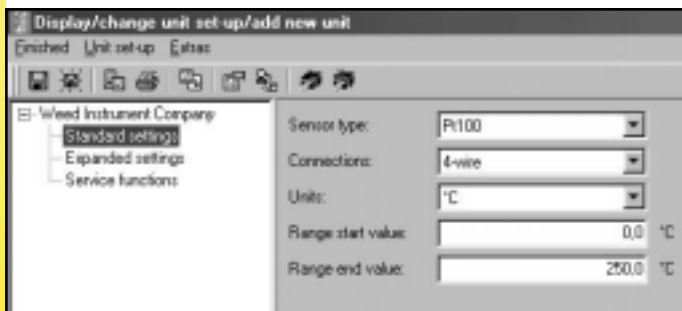 Display/change unit set-up/add new unit
Finished Unit set-up Extras
Weed Instrument Company
Standard settings
Expanded settings
Service functions
Sensor type: Pt100
Connections: 4-wire
Units: °C
Range start value: 0,0 °C
Range end value: 250,0 °C